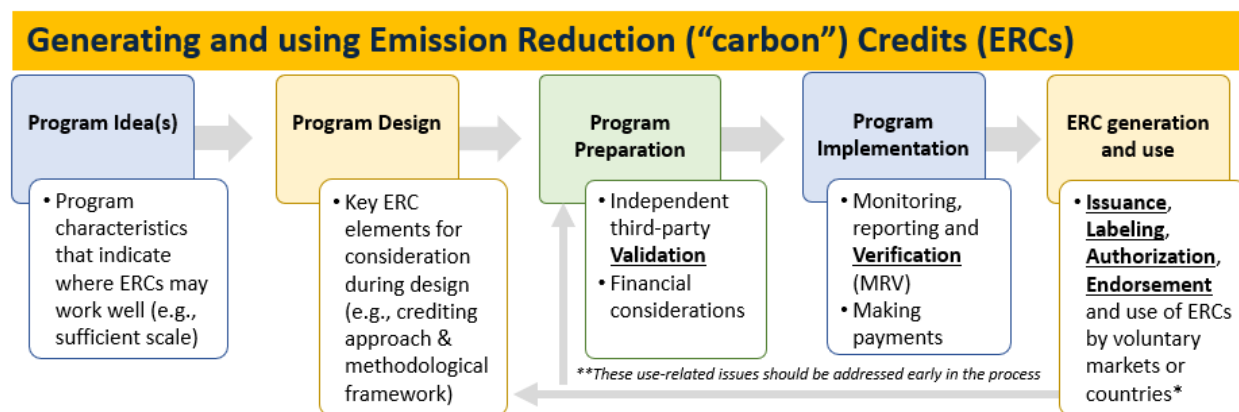 Generating and using Emission Reduction (“carbon”) Credits (ERCs)
Program Idea(s)
• Program
characteristics
that indicate
where ERCs may
work well (e.g.,
sufficient scale)
Program Design
• Key ERC
elements for
consideration
during design
(e.g., crediting
approach &
methodological
framework)
Program
Preparation
• Independent
third-party
Validation
• Financial
considerations
Program
Implementation
• Monitoring,
reporting and
Verification
(MRV)
• Making
payments
ERC generation
and use
• Issuance,
Labeling,
Authorization,
Endorsement
and use of ERCs
by voluntary
markets or
countries*
**These use-related issues should be addressed early in the process